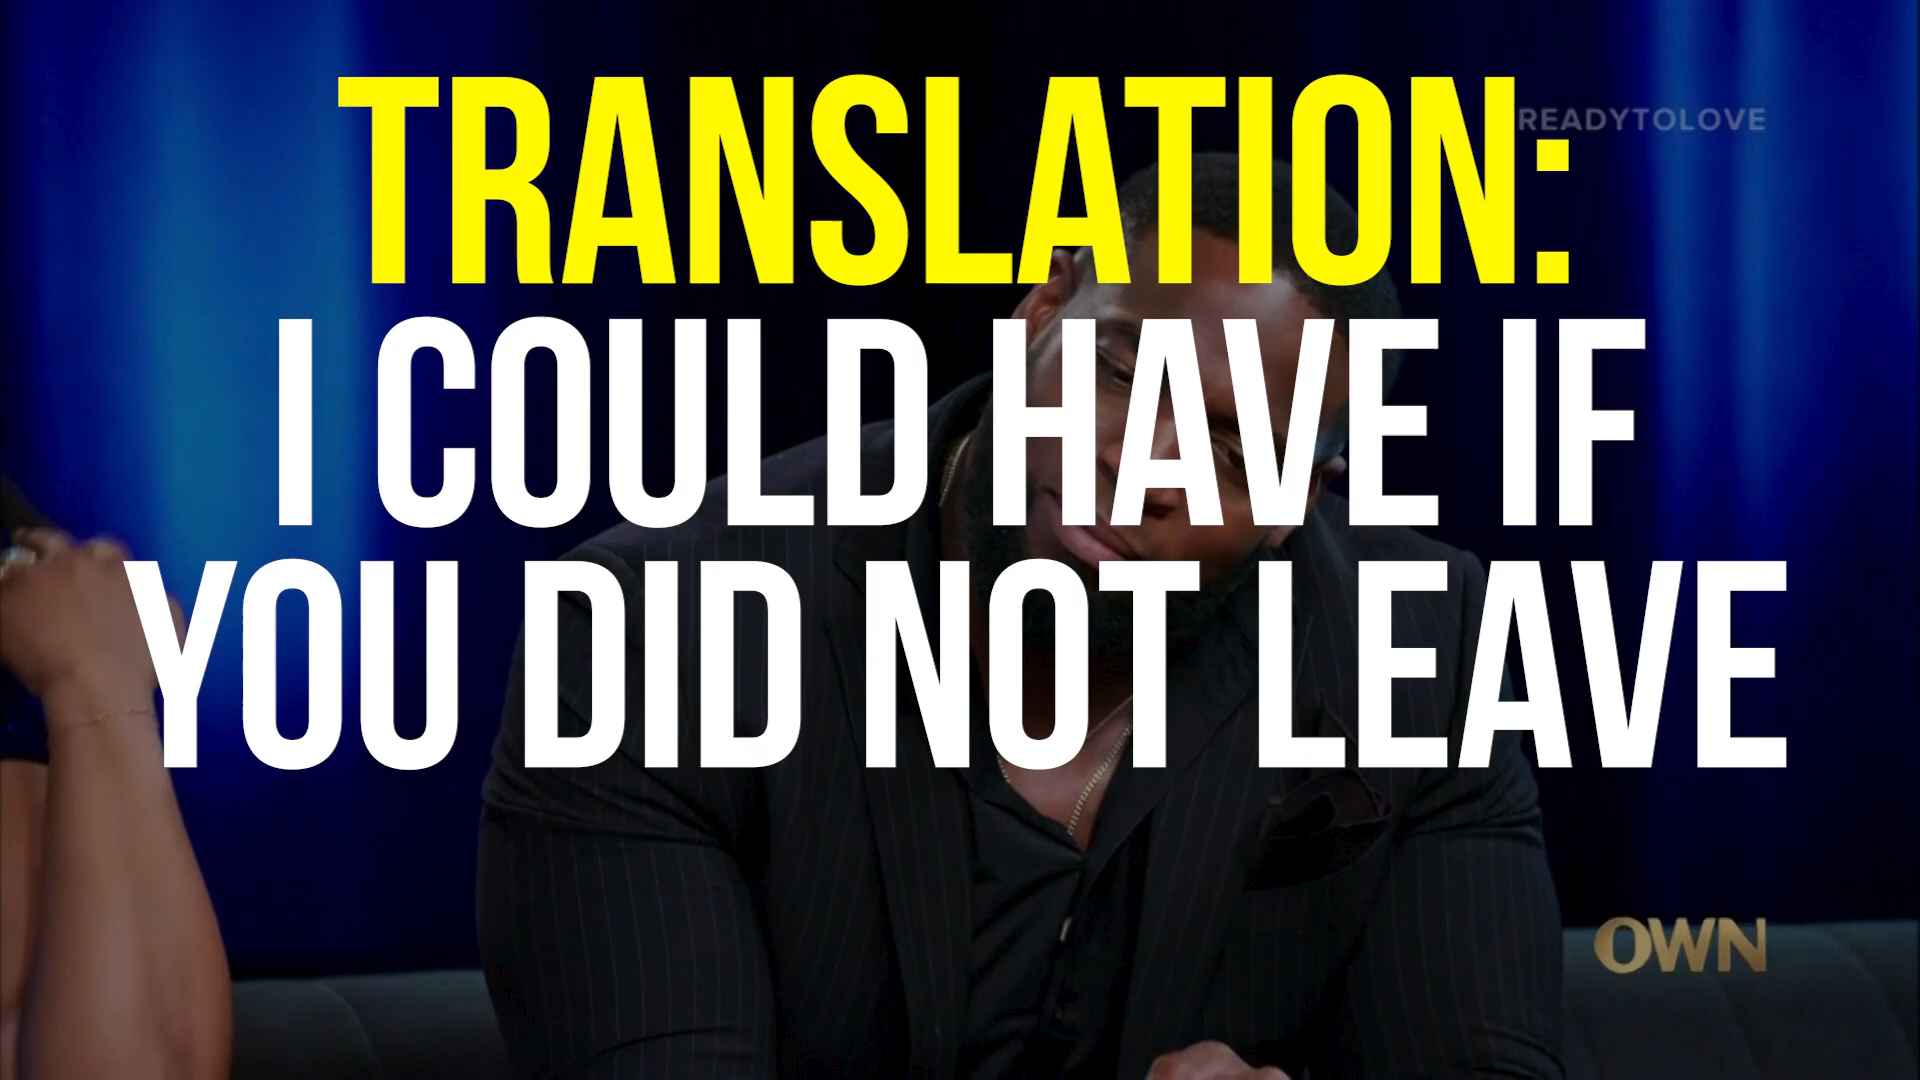 TRANSLATION:
READYTOLOVE
I COULD HAVE IF
YOU DID NOT LEAVE
OWN